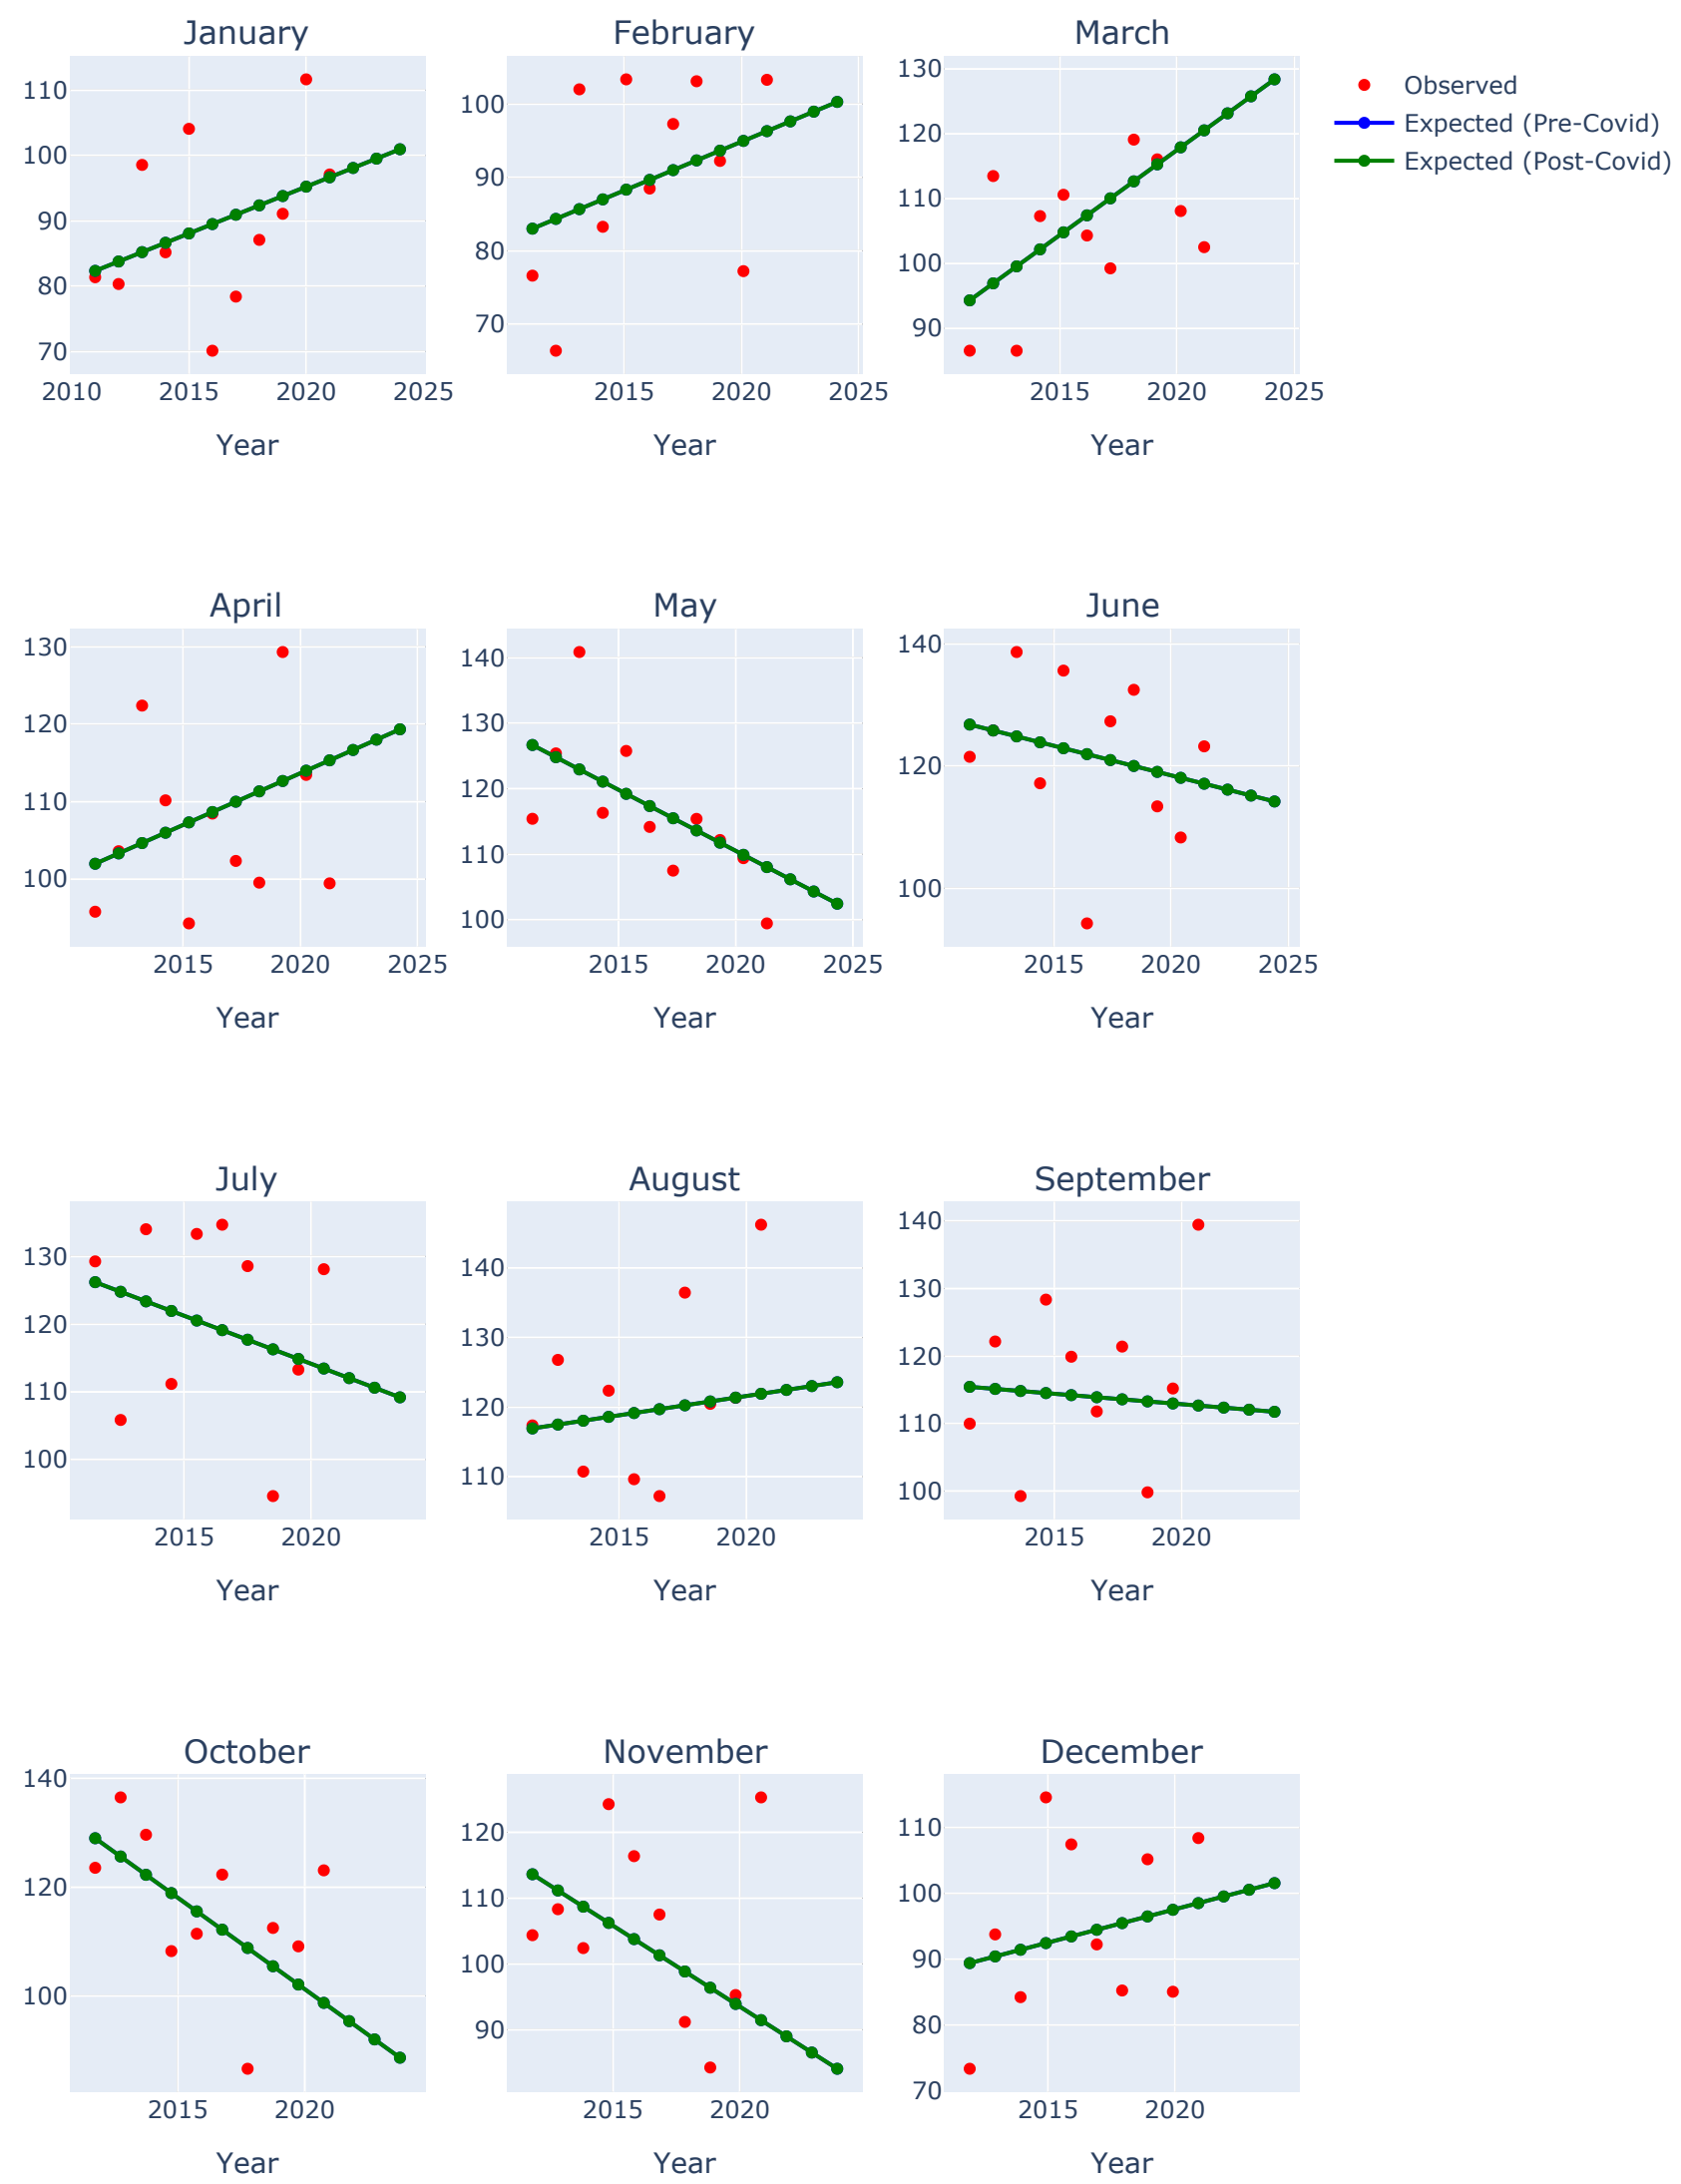 January February March
130
110 100 120
100 90 110
90 80 100
80 70 90
70
2010 2015 2020 2025 2015 2020 2025 2015 2020 2025
Year Year Year
Observed
Expected (Pre-Covid)
Expected (Post-Covid)
April May June
130 140 140
120 130 120
110 120 100
100 110
100
2015 2020 2025 2015 2020 2025 2015 2020 2025
Year Year Year
July August September
130 140 140
120 130 130
110 120 120
100 110 110
100
2015 2020 2015 2020 2015 2020
Year Year Year
October November December
140 120 110
120 110 100
100 100 90
90 80
70
2015 2020 2015 2020 2015 2020
Year Year Year